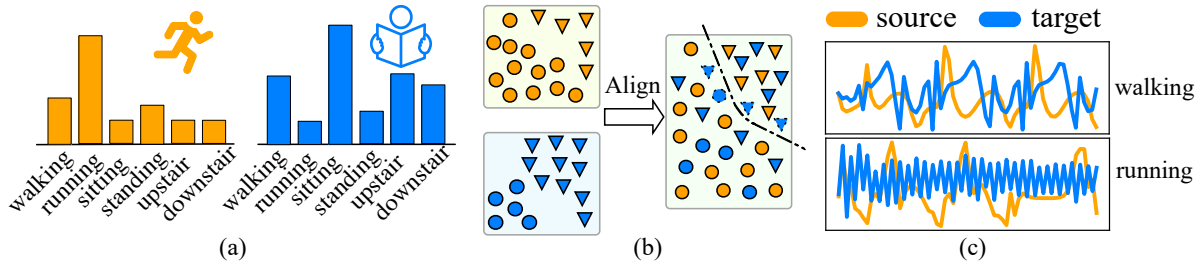 walking
running
sitting
standing
upstair
downstair
walking
running
sitting
standing
upstair
downstair
(a)
Align
(b)
source target
walking
running
(c)